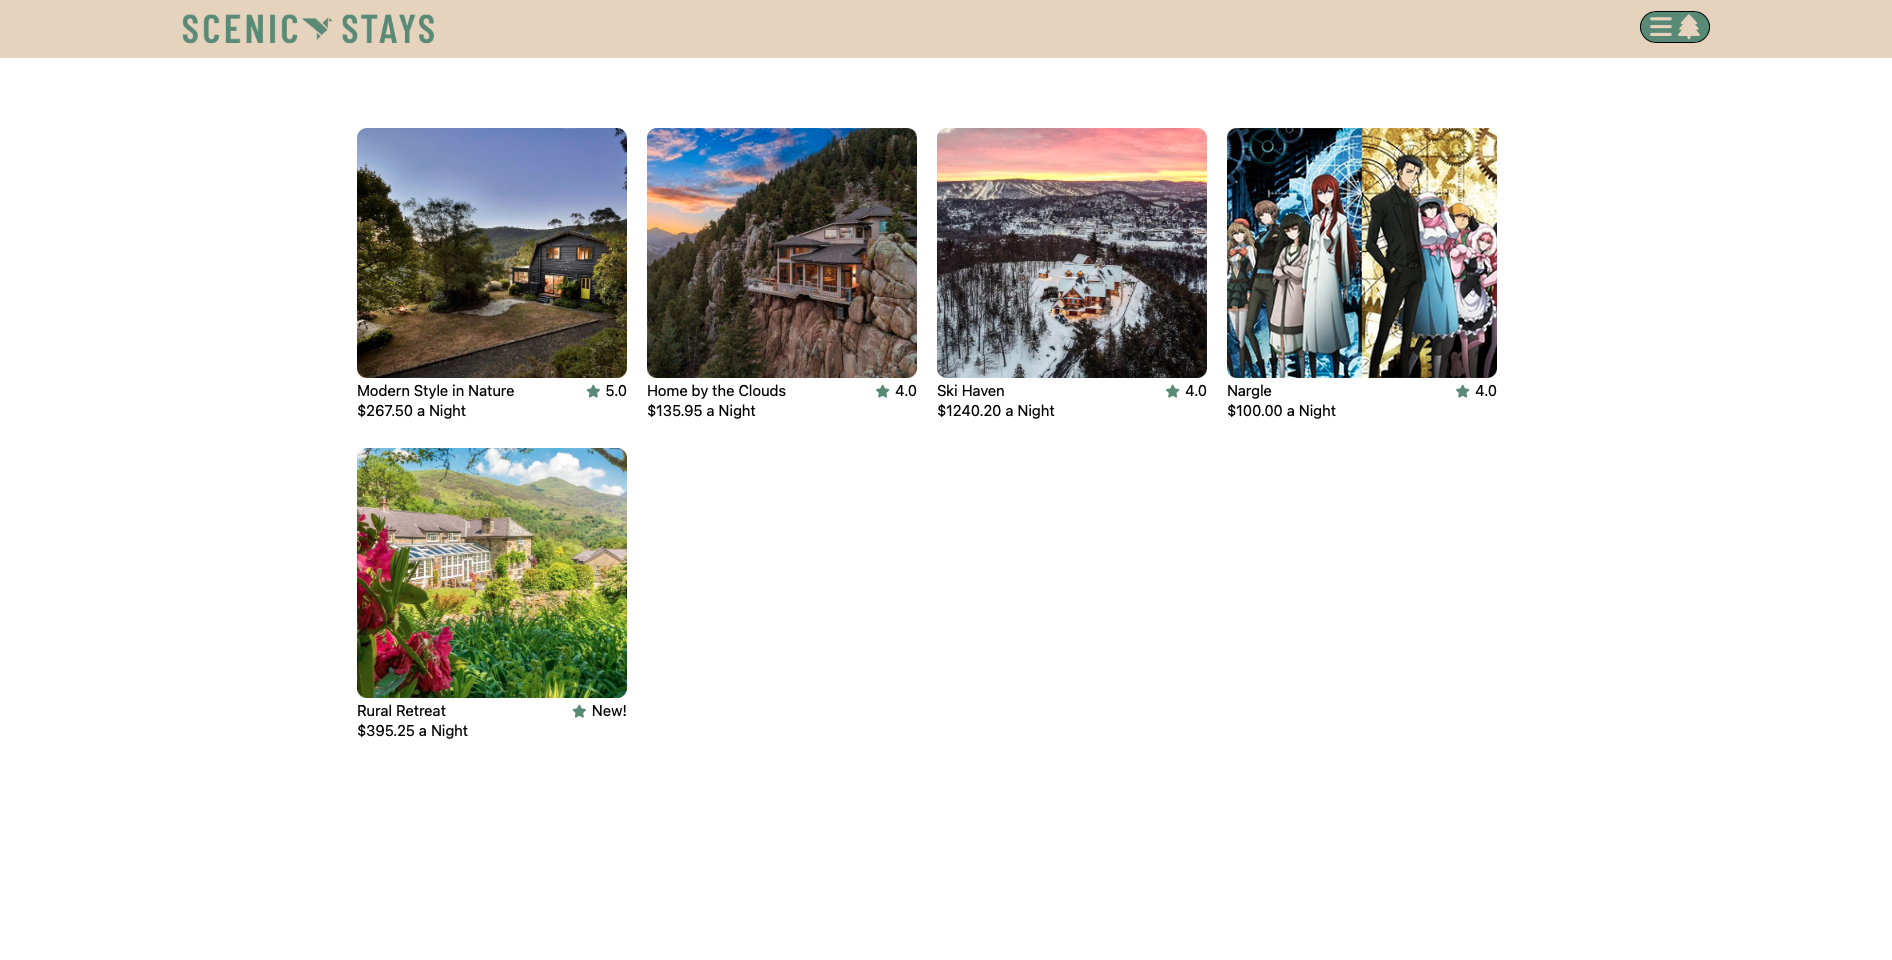 SCENIC STAYS
Modern Style in Nature 5.0
$267.50 a Night
Home by the Clouds 4.0
$135.95 a Night
Ski Haven 4.0
$1240.20 a Night
Nargle 4.0
$100.00 a Night
Rural Retreat New!
$395.25 a Night